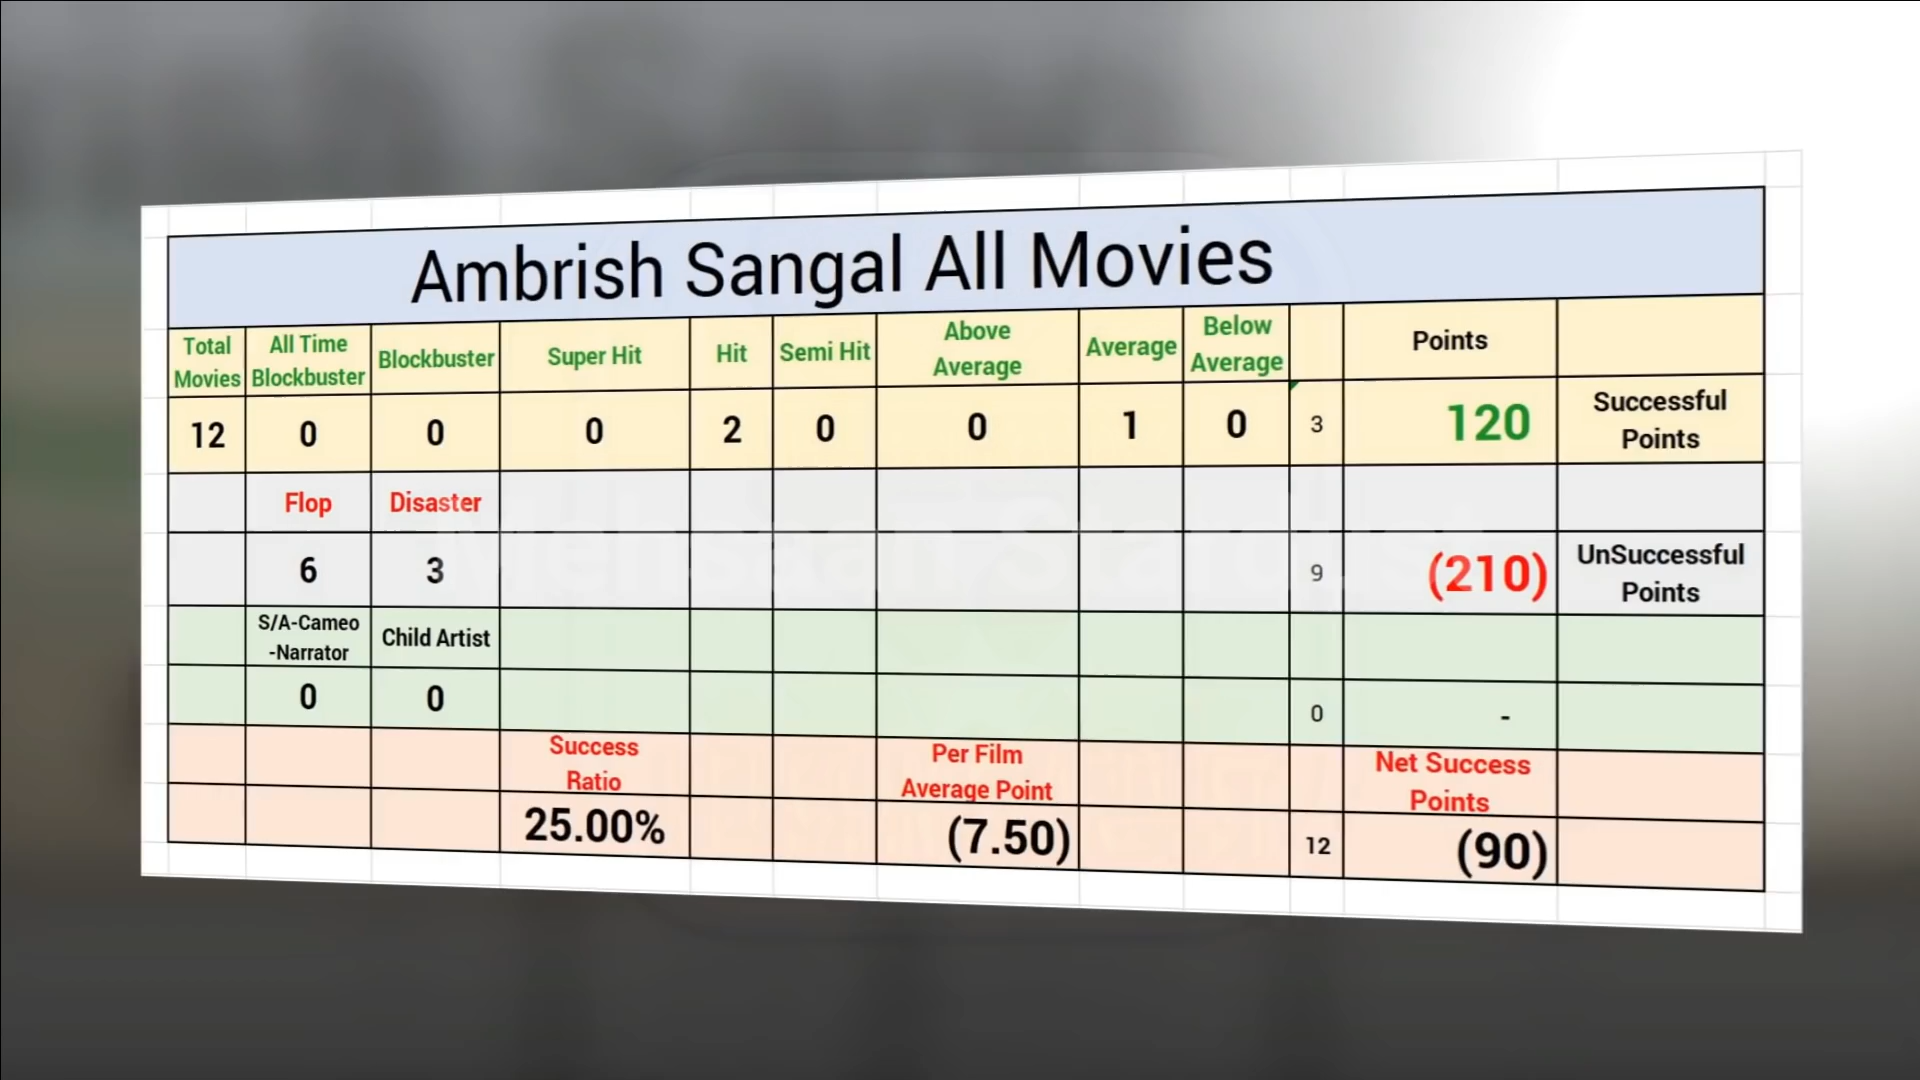 Ambrish Sangal All Movies
Total Movies
All Time Blockbuster
Blockbuster
Super Hit
Hit
Semi Hit
Above Average
Average
Below Average
Points
12
0
0
0
2
0
0
1
0
3
120
Successful Points
Flop
Disaster
6
3
9
(210)
UnSuccessful Points
S/A-Cameo -Narrator
Child Artist
0
0
0
-
Success Ratio
Per Film Average Point
Net Success Points
25.00%
(7.50)
12
(90)